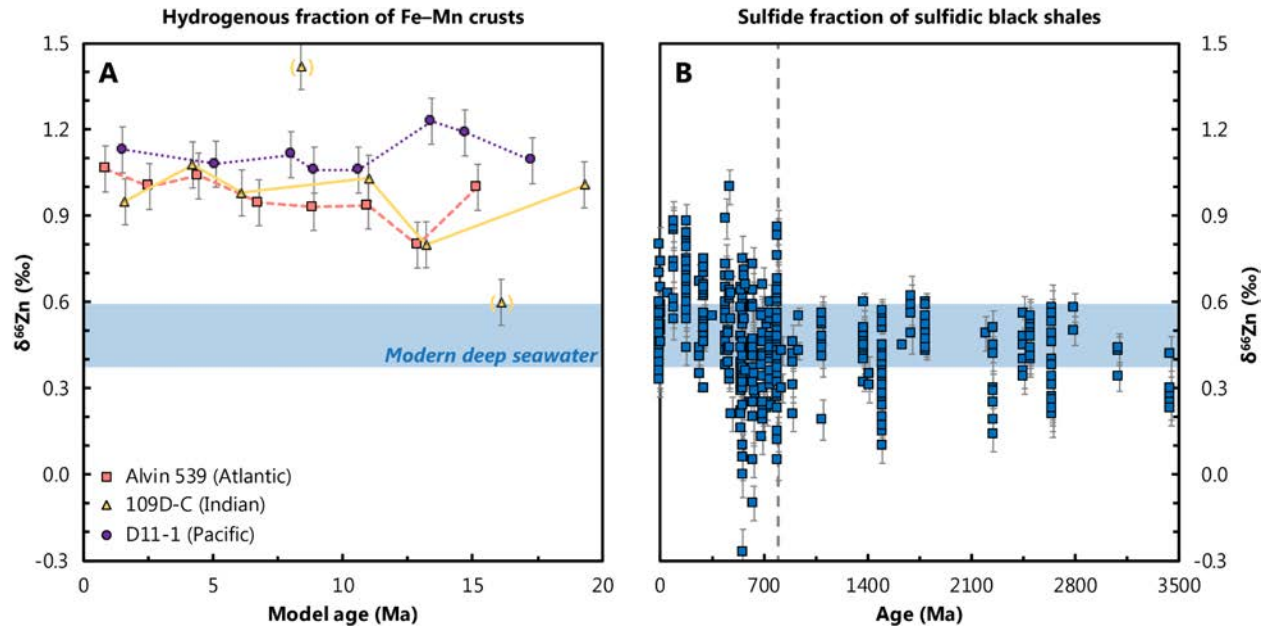 Hydrogenous fraction of Fe–Mn crusts
A
1.5
1.2
0.9
0.6
0.3
0.0
-0.3
δ⁶⁶Zn (‰)
( )
( )
Modern deep seawater
Alvin 539 (Atlantic)
109D-C (Indian)
D11-1 (Pacific)
0 5 10 15 20
Model age (Ma)
Sulfide fraction of sulfidic black shales
B
1.5
1.2
0.9
0.6
0.3
0.0
-0.3
δ⁶⁶Zn (‰)
0 700 1400 2100 2800 3500
Age (Ma)